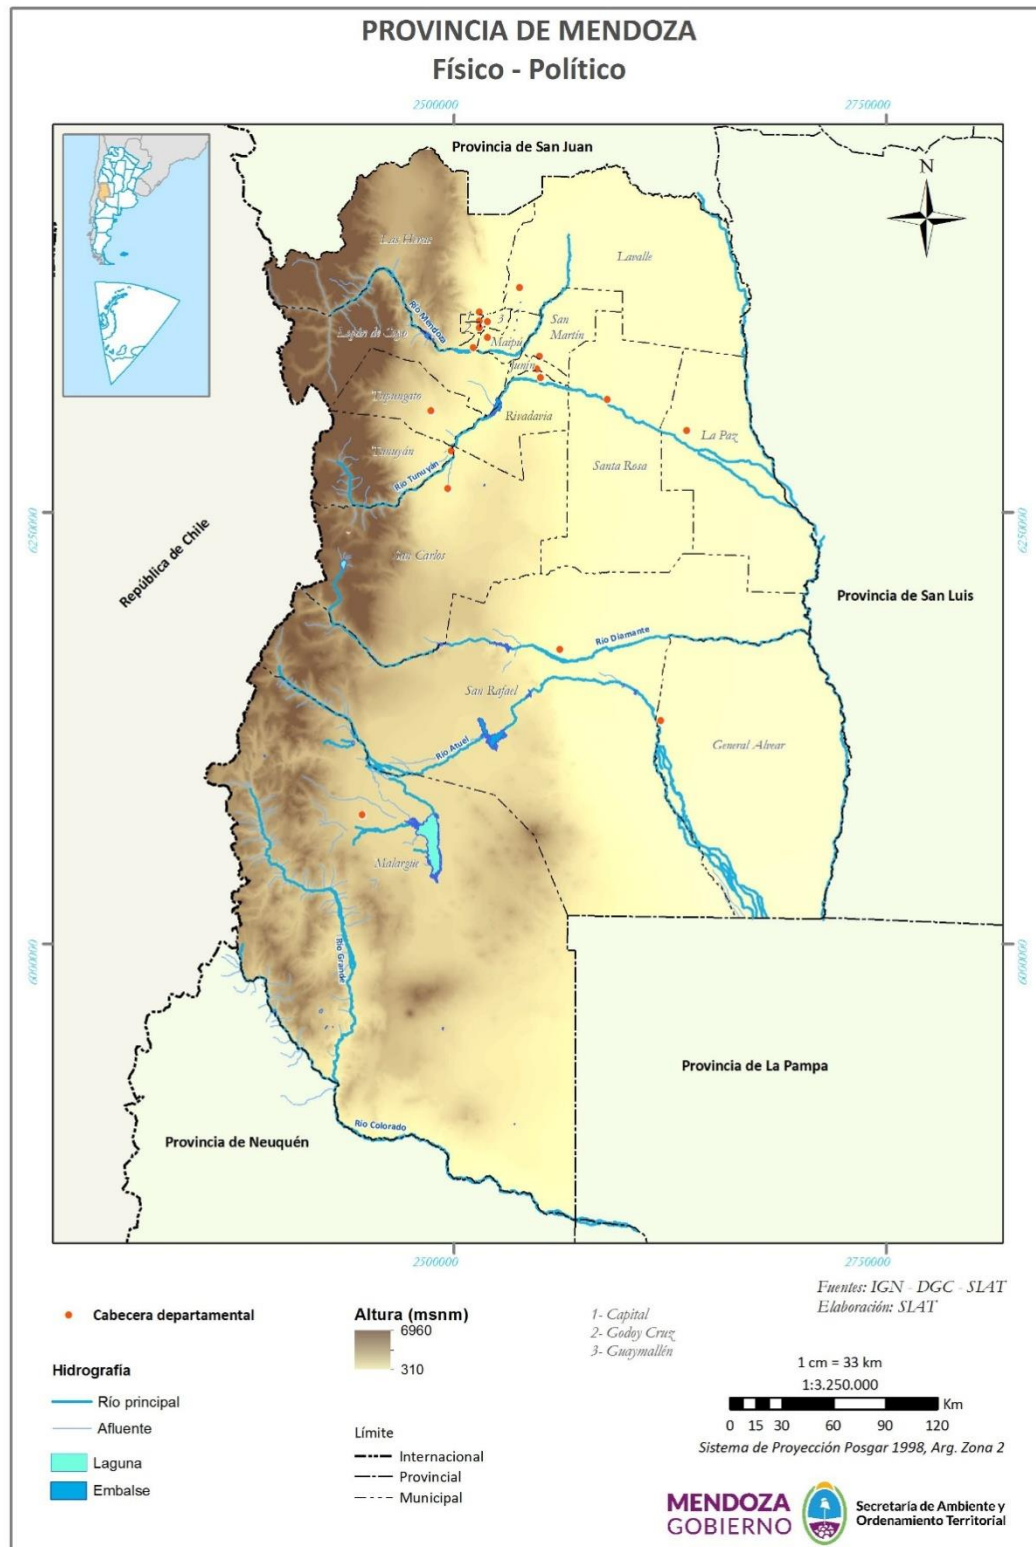 PROVINCIA DE MENDOZA
Físico - Político
2500000
2750000
Provincia de San Juan
N
Las Heras
Lavalle
Río Mendoza
1
2
3
San Martín
Luján de Cuyo
Maipú
Junín
Tupungato
Rivadavia
La Paz
Tunuyán
Santa Rosa
Río Tunuyán
6250000
6250000
República de Chile
San Carlos
Provincia de San Luis
Río Diamante
San Rafael
Río Atuel
General Alvear
Malargüe
6000000
6000000
Río Grande
Provincia de La Pampa
Río Colorado
Provincia de Neuquén
2500000
2750000
Fuentes: IGN - DGC - SLAT
Elaboración: SLAT
Cabecera departamental
Hidrografía
Río principal
Afluente
Laguna
Embalse
Altura (msnm)
6960
310
Límite
Internacional
Provincial
Municipal
1- Capital
2- Godoy Cruz
3- Guaymallén
1 cm = 33 km
1:3.250.000
Km
0 15 30 60 90 120
Sistema de Proyección Posgar 1998, Arg. Zona 2
MENDOZA
GOBIERNO
Secretaría de Ambiente y
Ordenamiento Territorial